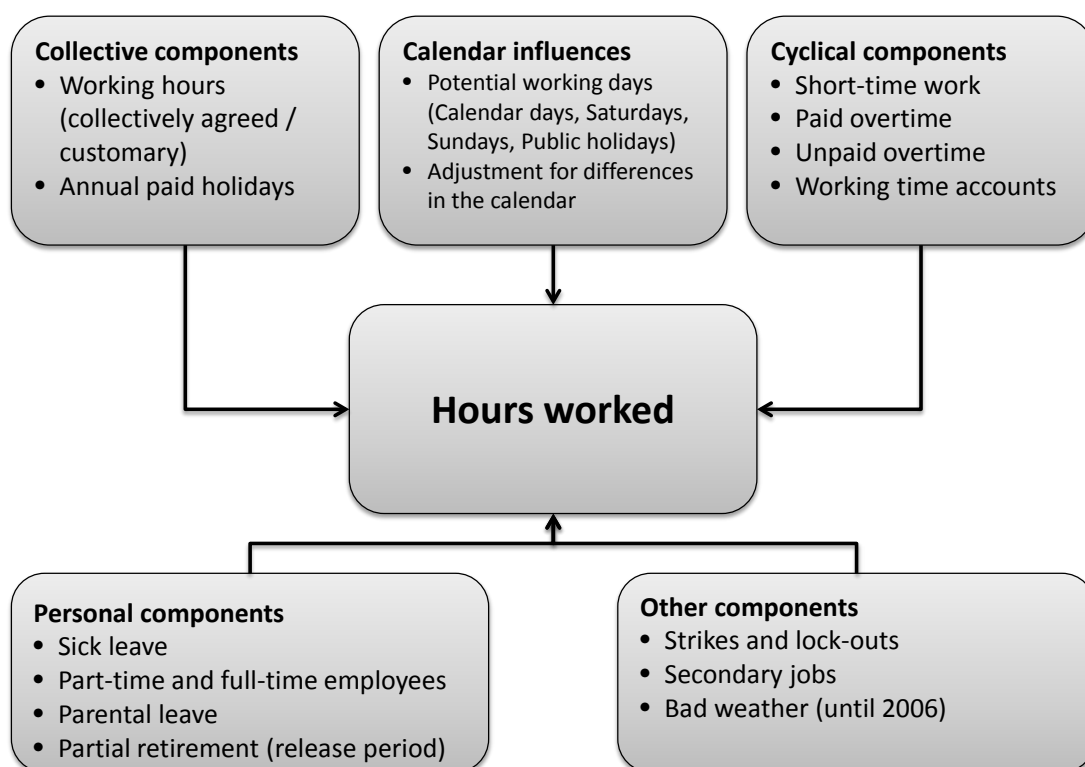 Collective components
• Working hours
(collectively agreed /
customary)
• Annual paid holidays
Calendar influences
• Potential working days
(Calendar days, Saturdays,
Sundays, Public holidays)
• Adjustment for differences
in the calendar
Cyclical components
• Short-time work
• Paid overtime
• Unpaid overtime
• Working time accounts
Hours worked
Personal components
• Sick leave
• Part-time and full-time employees
• Parental leave
• Partial retirement (release period)
Other components
• Strikes and lock-outs
• Secondary jobs
• Bad weather (until 2006)